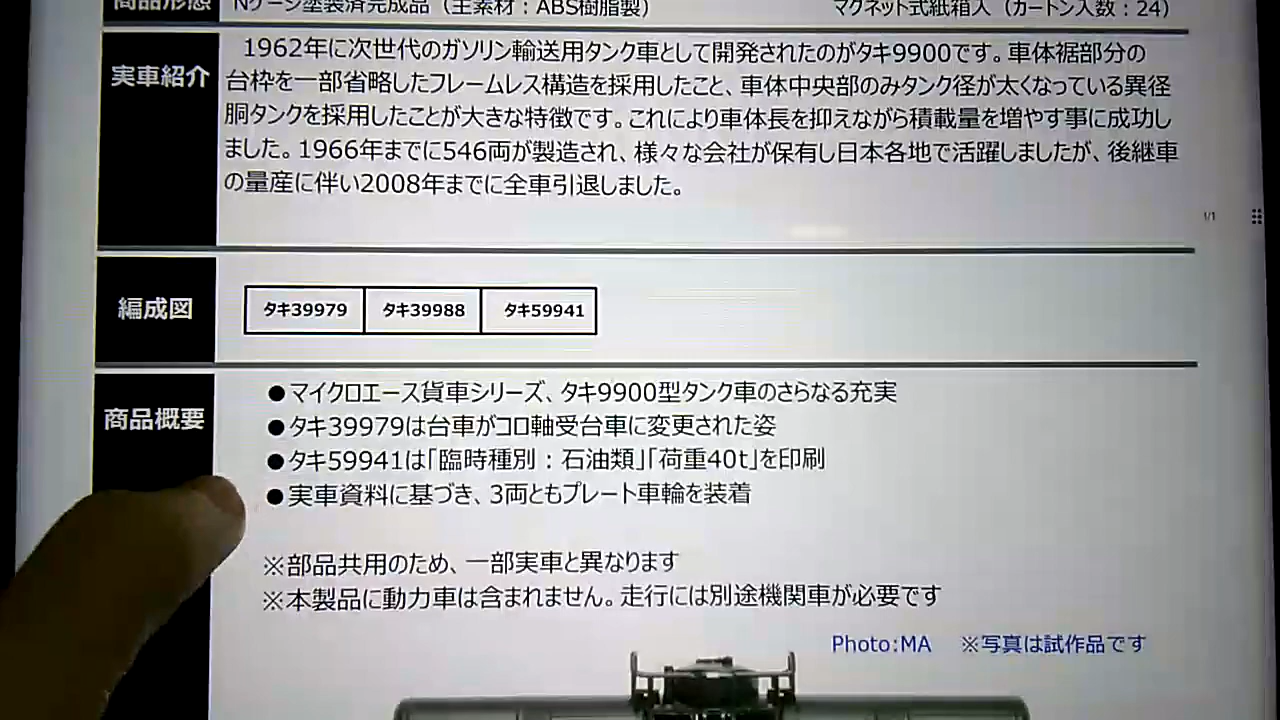 商品形態 Nゲージ塗装済完成品（主素材：ABS樹脂製） マグネット式紙箱入（カートン入数：24）
実車紹介
1962年に次世代のガソリン輸送用タンク車として開発されたのがタキ9900です。車体裾部分の
台枠を一部省略したフレームレス構造を採用したこと、車体中央部のみタンク径が太くなっている異径
胴タンクを採用したことが大きな特徴です。これにより車体長を抑えながら積載量を増やす事に成功し
ました。1966年までに546両が製造され、様々な会社が保有し日本各地で活躍しましたが、後継車
の量産に伴い2008年までに全車引退しました。
1/1
編成図 タキ39979 タキ39988 タキ59941
商品概要
●マイクロエース貨車シリーズ、タキ9900型タンク車のさらなる充実
●タキ39979は台車がコロ軸受台車に変更された姿
●タキ59941は「臨時種別：石油類」「荷重40t」を印刷
●実車資料に基づき、3両ともプレート車輪を装着
※部品共用のため、一部実車と異なります
※本製品に動力車は含まれません。走行には別途機関車が必要です
Photo:MA ※写真は試作品です